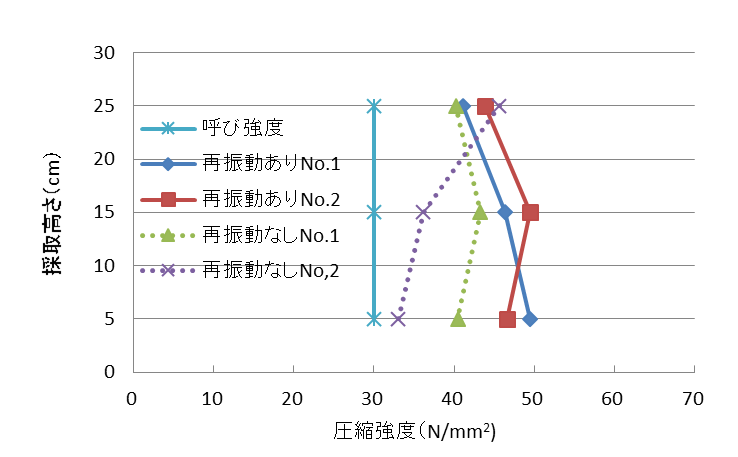 30
25
20
15
10
5
0
採取高さ（cm）
呼び強度
再振動ありNo.1
再振動ありNo.2
再振動なしNo.1
再振動なしNo,2
0 10 20 30 40 50 60 70
圧縮強度（N/mm²）